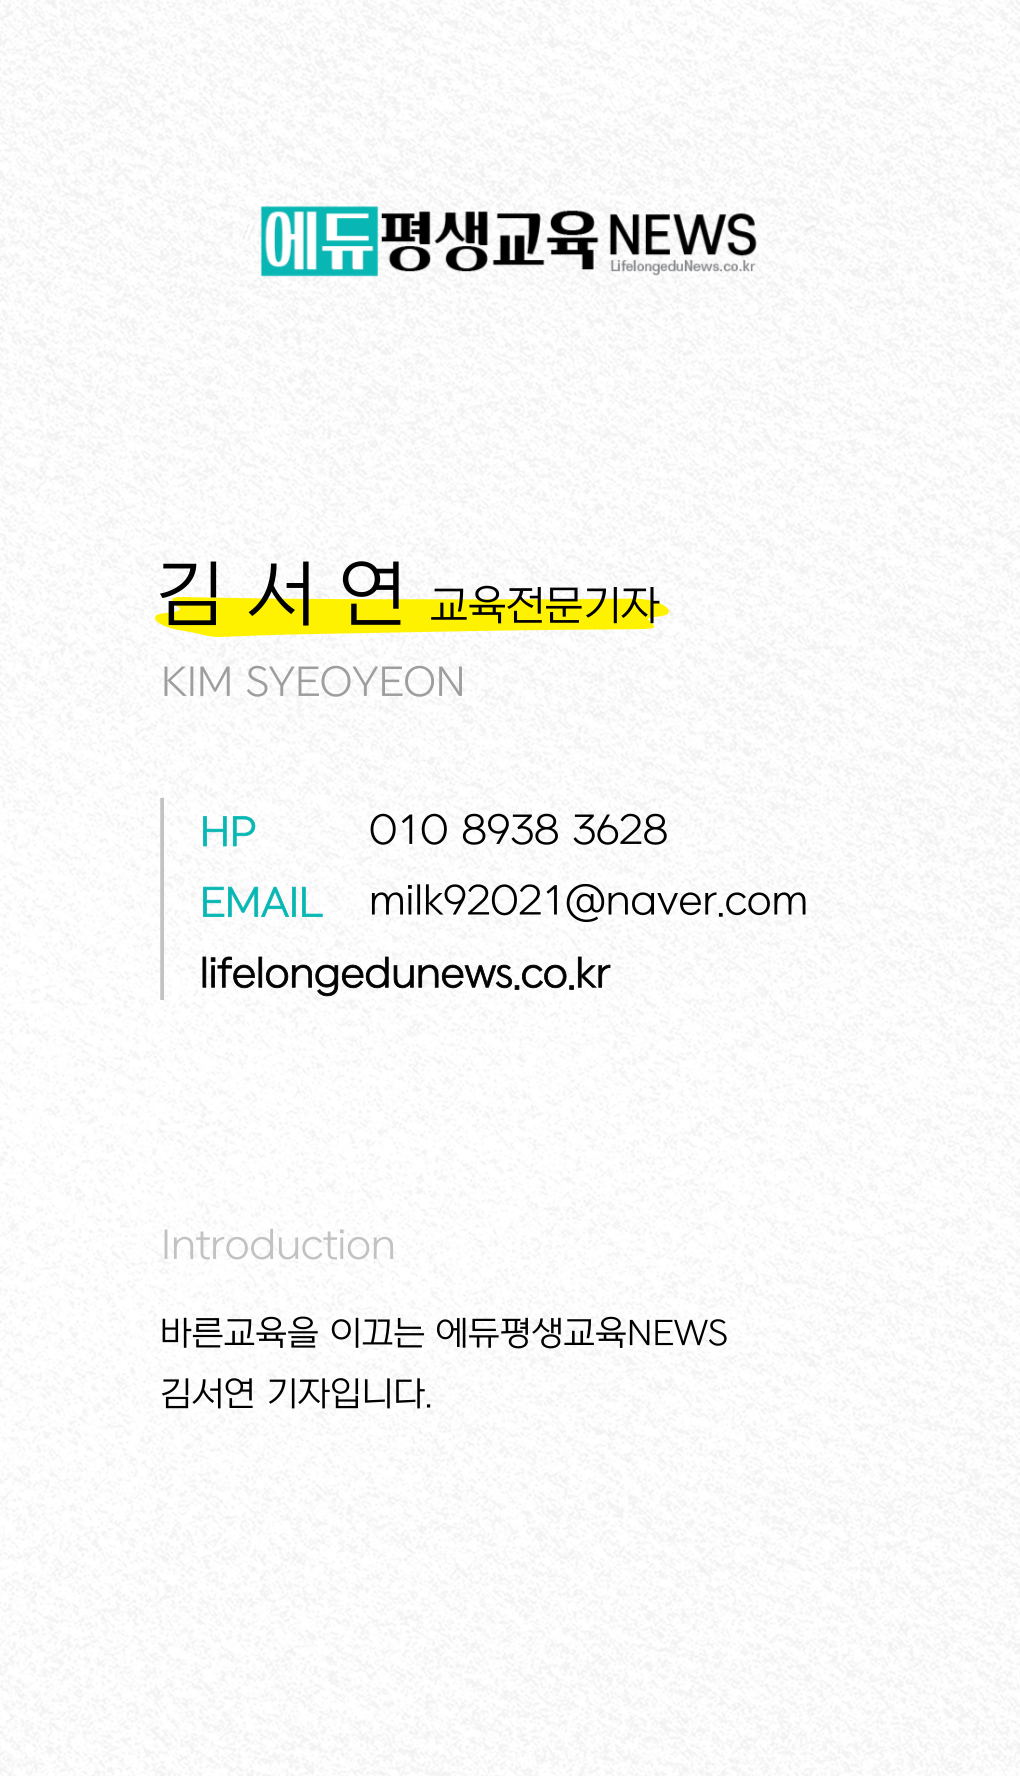 에듀평생교육NEWS
LifelongeduNews.co.kr
김 서 연 교육전문기자
KIM SYEOYEON
HP 010 8938 3628
EMAIL milk92021@naver.com
lifelongedunews.co.kr
Introduction
바른교육을 이끄는 에듀평생교육NEWS
김서연 기자입니다.